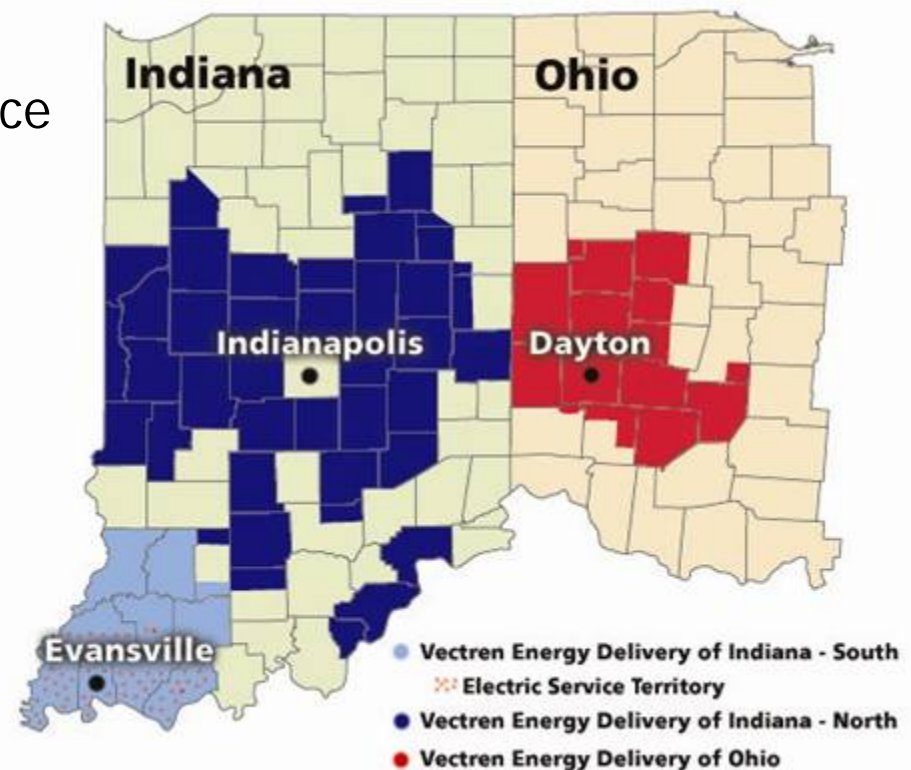 Indiana
Ohio
ce
Indianapolis
Dayton
Evansville
Vectren Energy Delivery of Indiana - South
Electric Service Territory
Vectren Energy Delivery of Indiana - North
Vectren Energy Delivery of Ohio